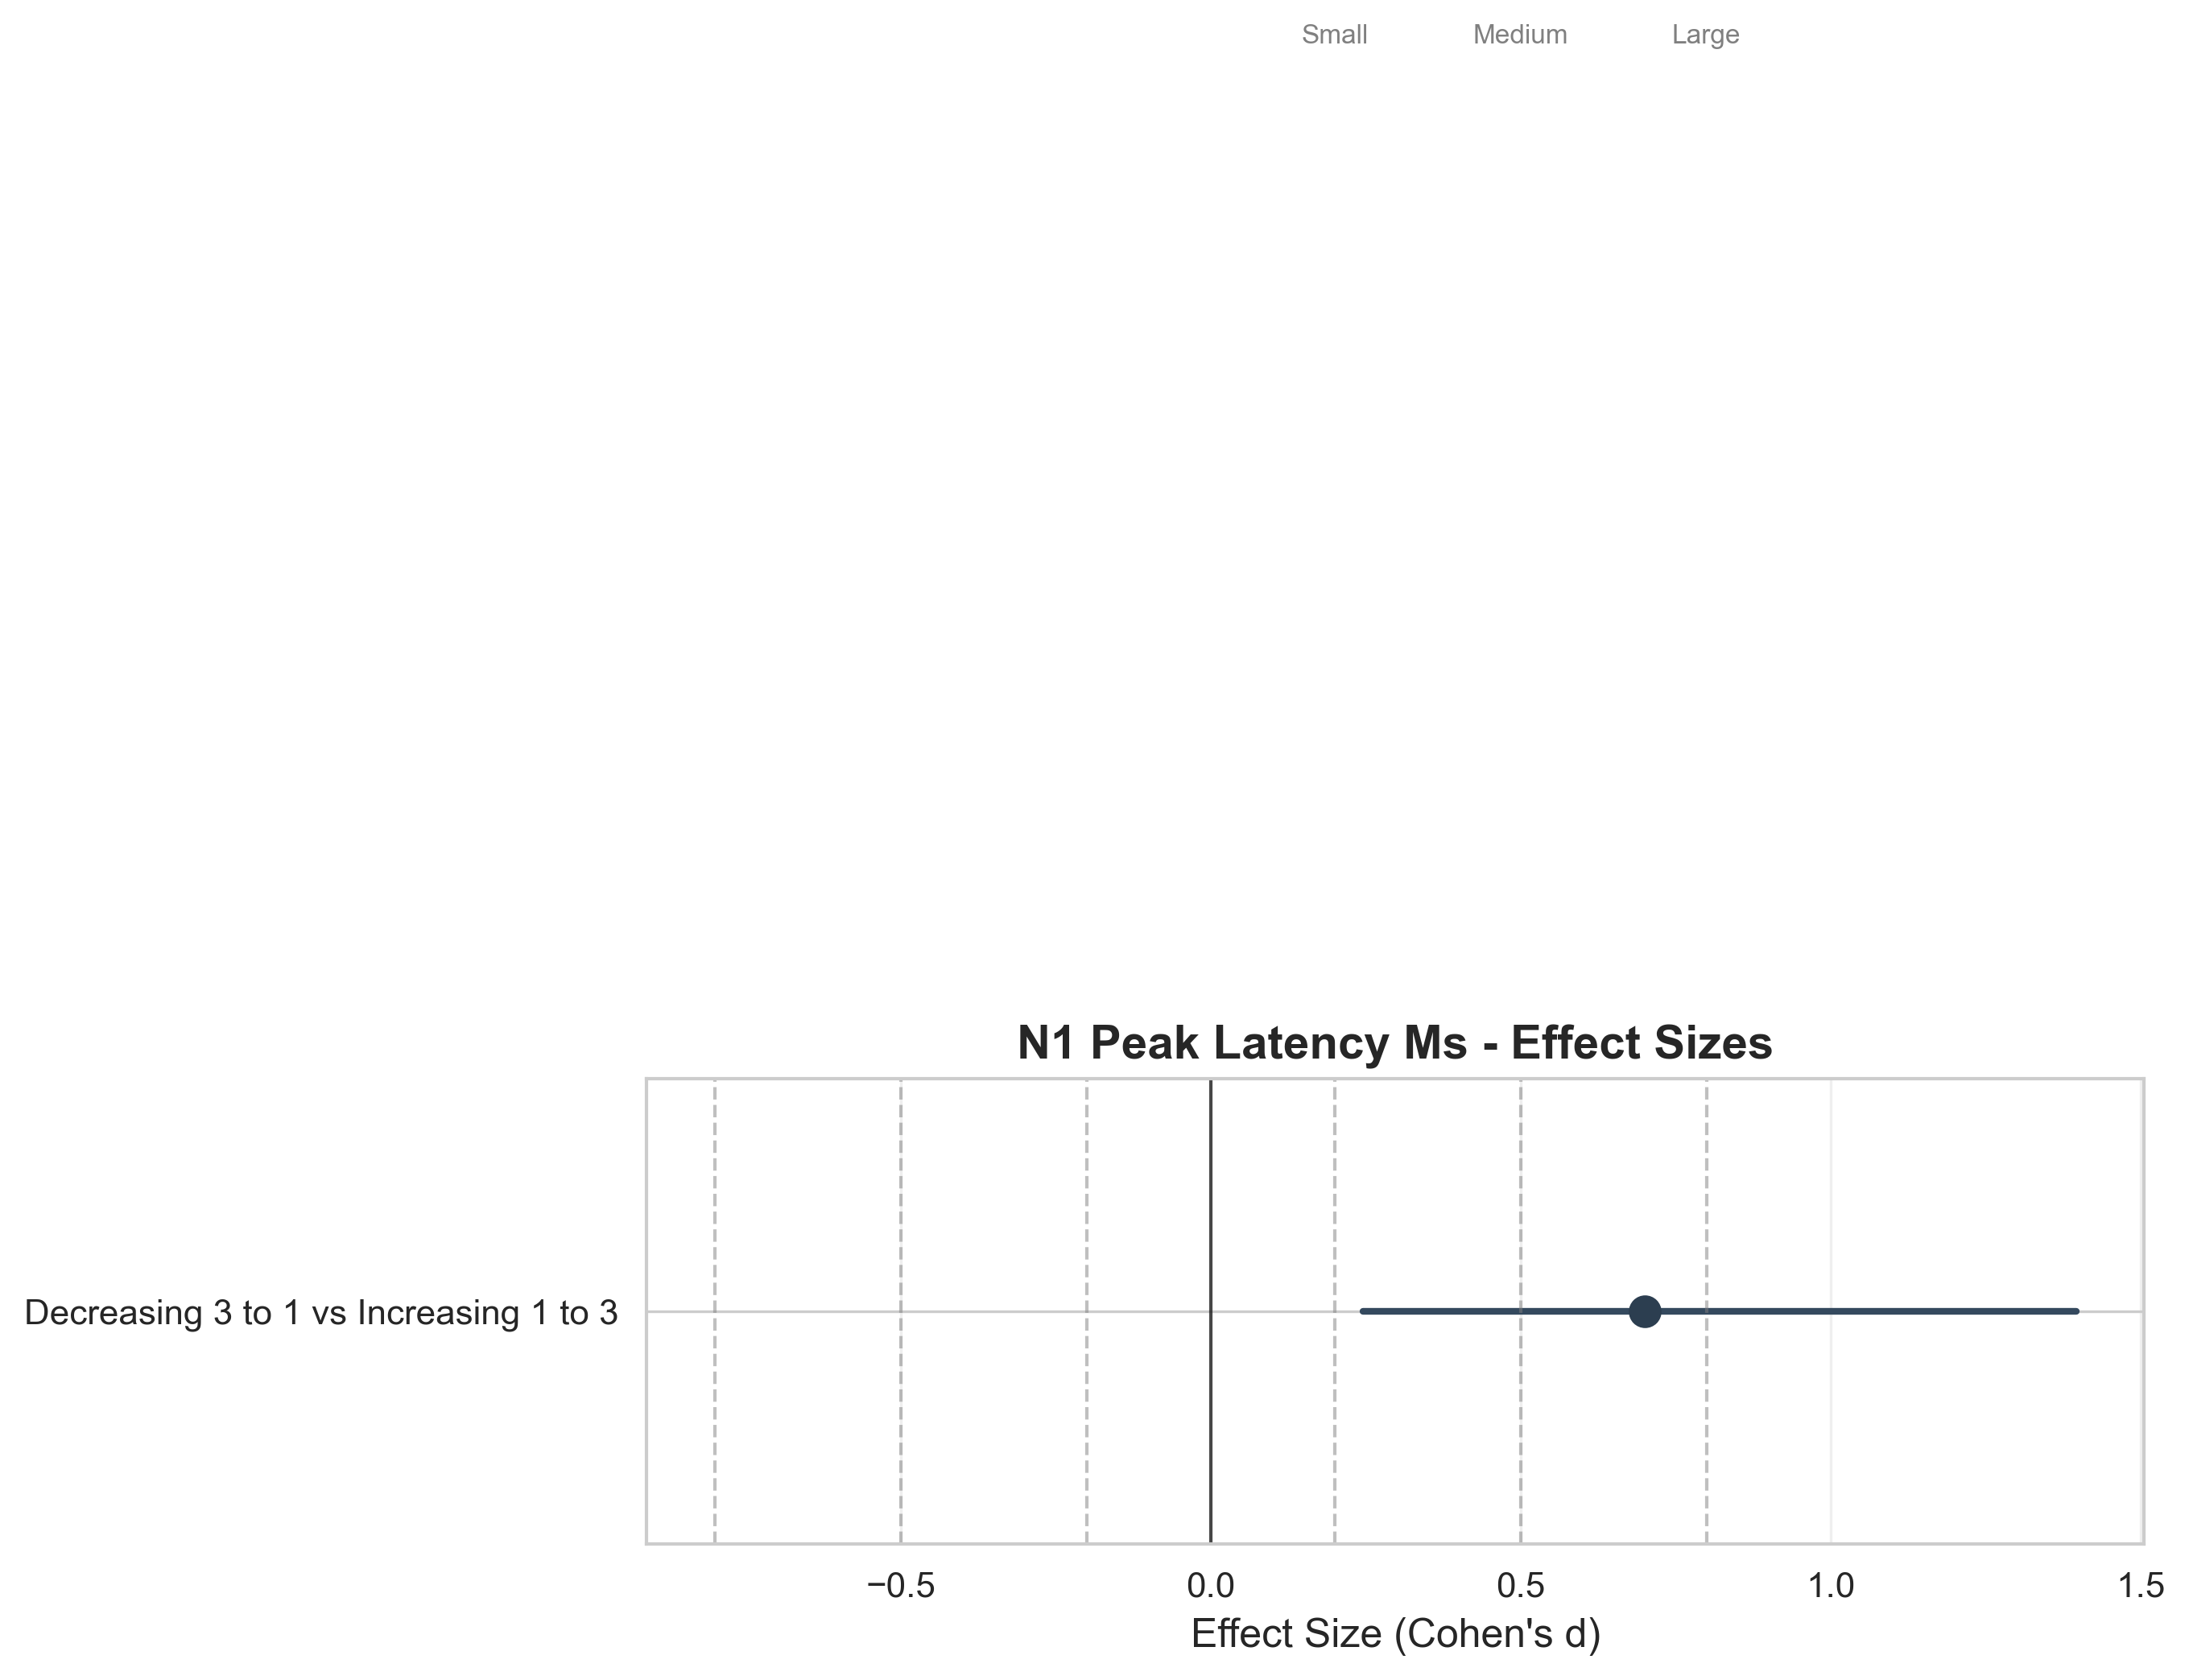 Small Medium Large
N1 Peak Latency Ms - Effect Sizes
Decreasing 3 to 1 vs Increasing 1 to 3
−0.5 0.0 0.5 1.0 1.5
Effect Size (Cohen's d)